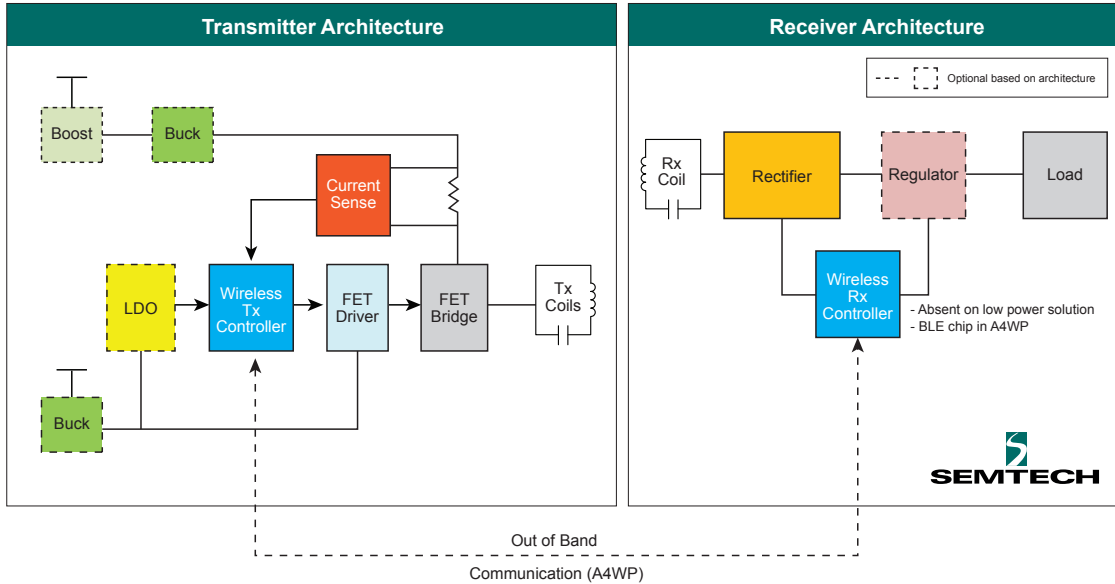 Transmitter Architecture
Boost
Buck
Current
Sense
LDO
Wireless
Tx
Controller
FET
Driver
FET
Bridge
Tx
Coils
Buck
Receiver Architecture
Optional based on architecture
Rx
Coil
Rectifier
Regulator
Load
Wireless
Rx
Controller
- Absent on low power solution
- BLE chip in A4WP
SEMTECH
Out of Band
Communication (A4WP)